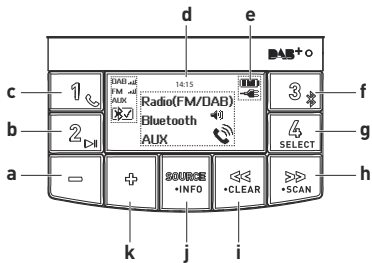 d
e
DAB+
c
1
DAB
14:15
3
f
FM
AUX
Radio(FM/DAB)
b
2
Bluetooth
4
SELECT
g
AUX
a
−
+
SOURCE
•INFO
<<
•CLEAR
>>
•SCAN
h
k
j
i